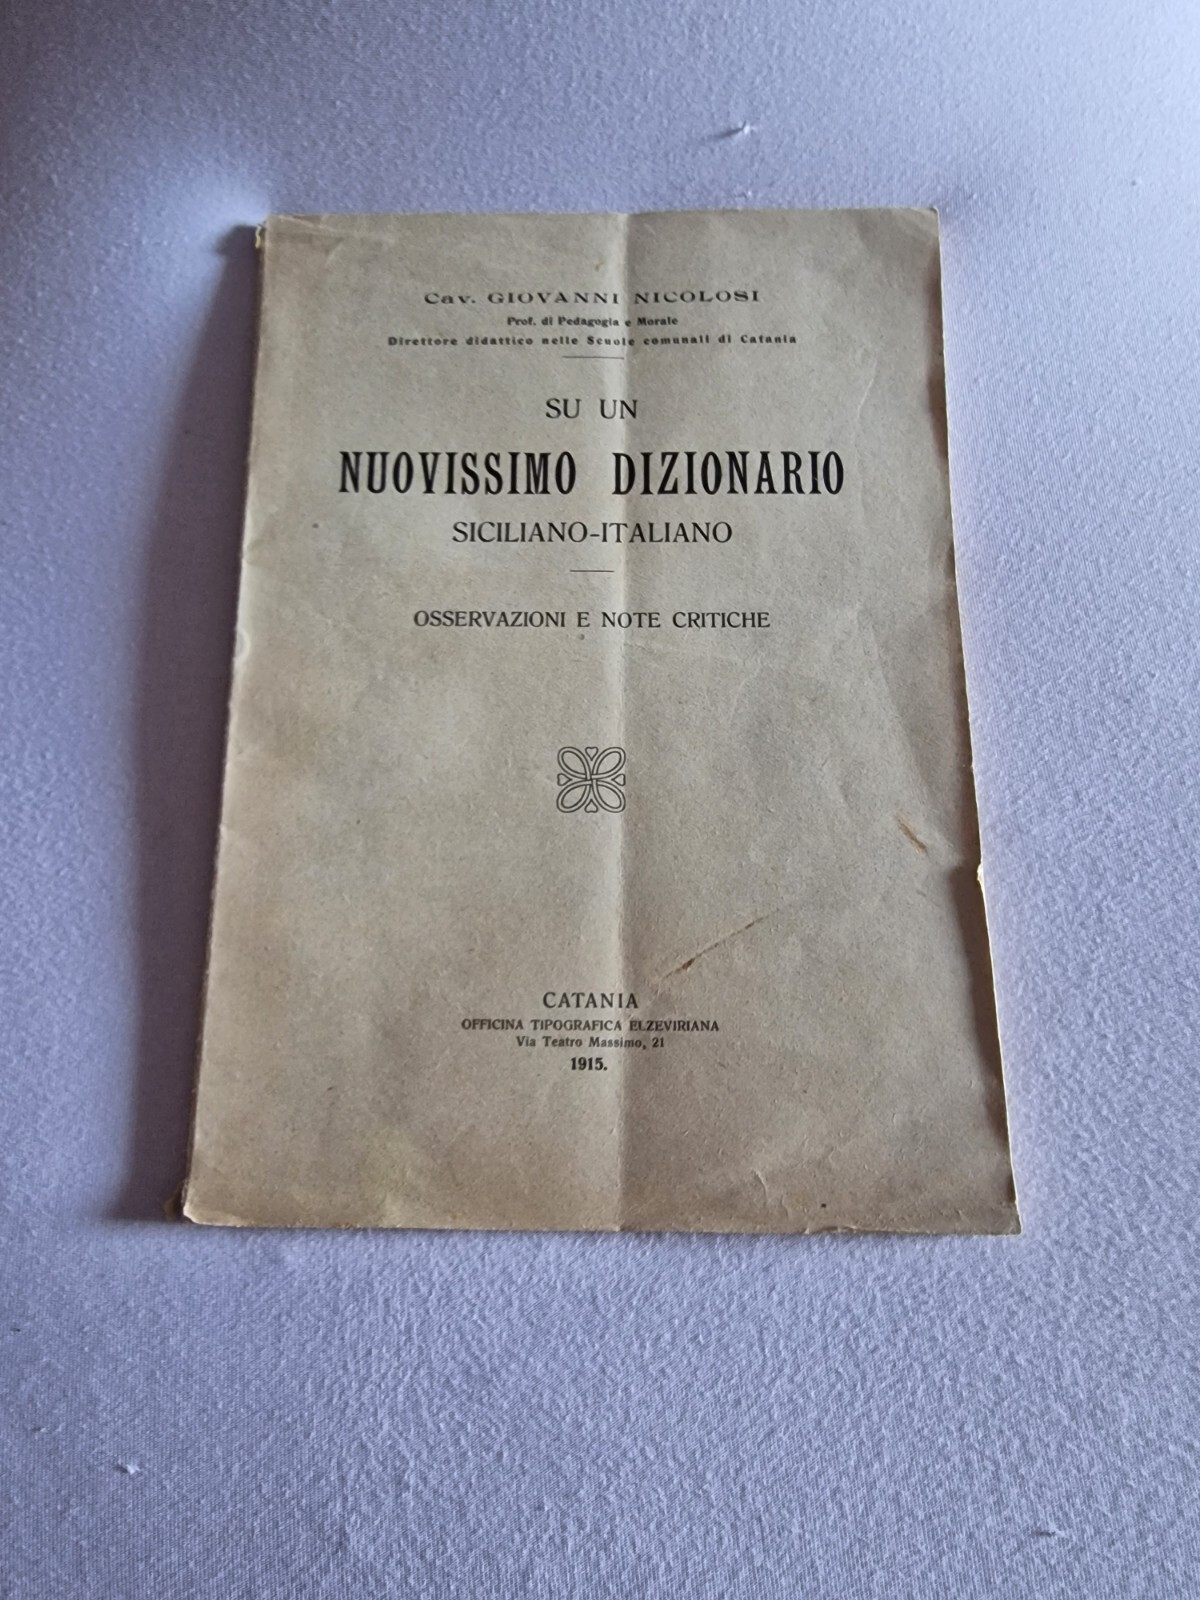 Cav. GIOVANNI NICOLOSI
Prof. di Pedagogia e Morale
Direttore didattico nelle Scuole comunali di Catania
SU UN
NUOVISSIMO DIZIONARIO
SICILIANO-ITALIANO
OSSERVAZIONI E NOTE CRITICHE
CATANIA
OFFICINA TIPOGRAFICA ELZEVIRIANA
Via Teatro Massimo, 21
1915.